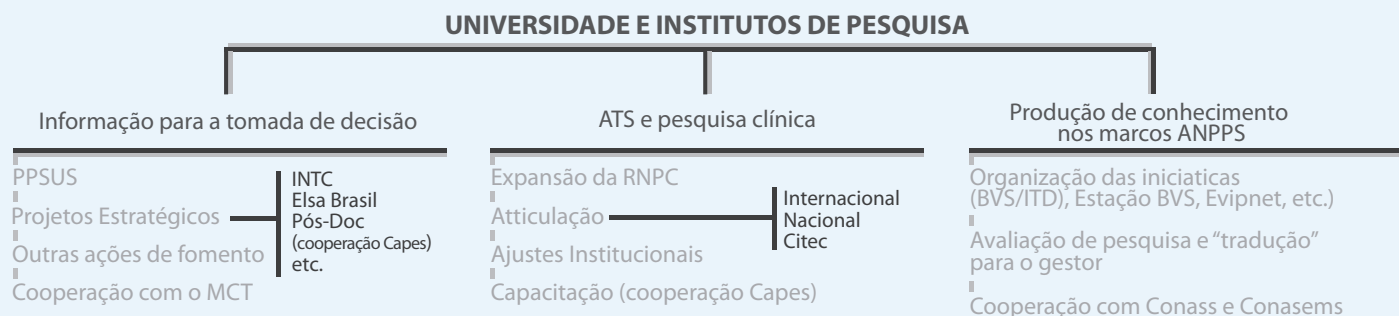 UNIVERSIDADE E INSTITUTOS DE PESQUISA
Informação para a tomada de decisão
PPSUS
Projetos Estratégicos
Outras ações de fomento
Cooperação com o MCT
INTC
Elsa Brasil
Pós-Doc
(cooperação Capes)
etc.
ATS e pesquisa clínica
Expansão da RNPC
Atticulação
Ajustes Institucionais
Capacitação (cooperação Capes)
Internacional
Nacional
Citec
Produção de conhecimento
nos marcos ANPPS
Organização das iniciaticas
(BVS/ITD), Estação BVS, Evipnet, etc.)
Avaliação de pesquisa e “tradução”
para o gestor
Cooperação com Conass e Conasems